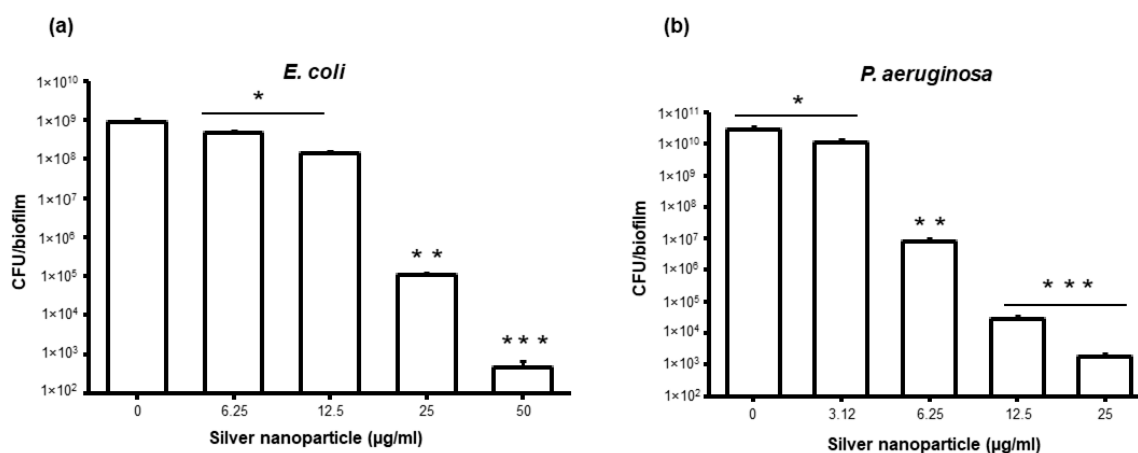 (a)
E. coli
1×10¹⁰
1×10⁹
1×10⁸
1×10⁷
1×10⁶
1×10⁵
1×10⁴
1×10³
1×10²
CFU/biofilm
*
* *
* * *
0 6.25 12.5 25 50
Silver nanoparticle (µg/ml)
(b)
P. aeruginosa
1×10¹¹
1×10¹⁰
1×10⁹
1×10⁸
1×10⁷
1×10⁶
1×10⁵
1×10⁴
1×10³
1×10²
CFU/biofilm
*
* *
* * *
0 3.12 6.25 12.5 25
Silver nanoparticle (µg/ml)